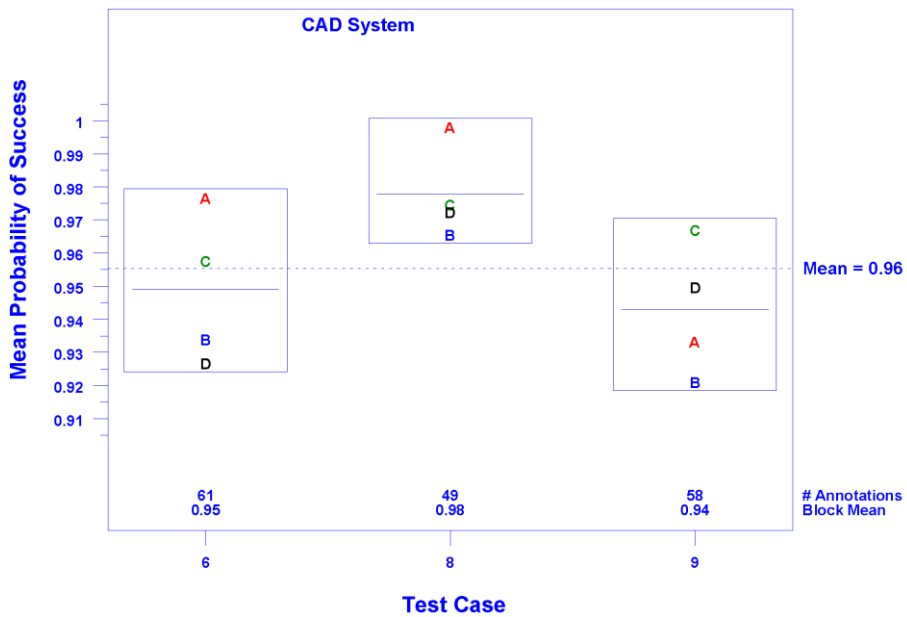 CAD System
Mean Probability of Success
1
0.99
0.98
0.97
0.96
0.95
0.94
0.93
0.92
0.91
A
C
B
D
A
C
D
B
C
D
A
B
Mean = 0.96
61 49 58 # Annotations
0.95 0.98 0.94 Block Mean
6 8 9
Test Case